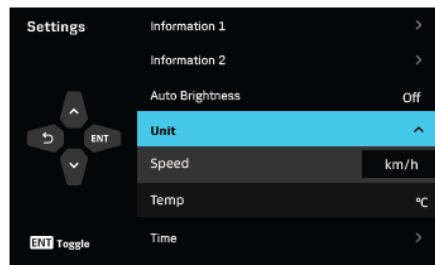 Settings
Information 1
Information 2
Auto Brightness Off
Unit
ENT
Speed km/h
Temp ℃
ENT Toggle
Time